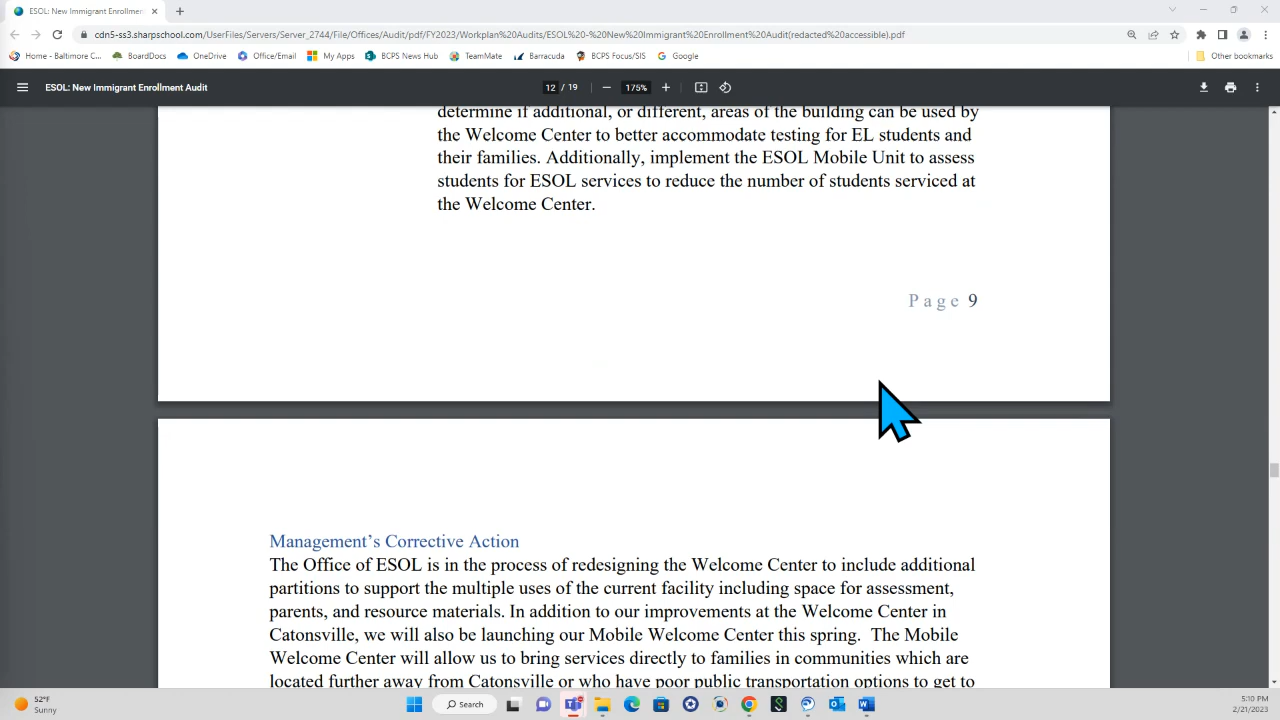 ESOL: New Immigrant Enrollmen
cdn5-ss3.sharpschool.com/UserFiles/Servers/Server_2744/File/Offices/Audit/pdf/FY2023/Workplan%20Audits/ESOL%20-%20New%20Immigrant%20Enrollment%20Audit(redacted%20accessible).pdf
Home - Baltimore C... BoardDocs OneDrive Office/Email My Apps BCPS News Hub TeamMate Barracuda BCPS Focus/SIS Google Other bookmarks
ESOL: New Immigrant Enrollment Audit 12 / 19 175%
determine if additional, or different, areas of the building can be used by
the Welcome Center to better accommodate testing for EL students and
their families. Additionally, implement the ESOL Mobile Unit to assess
students for ESOL services to reduce the number of students serviced at
the Welcome Center.
Page 9
Management's Corrective Action
The Office of ESOL is in the process of redesigning the Welcome Center to include additional
partitions to support the multiple uses of the current facility including space for assessment,
parents, and resource materials. In addition to our improvements at the Welcome Center in
Catonsville, we will also be launching our Mobile Welcome Center this spring. The Mobile
Welcome Center will allow us to bring services directly to families in communities which are
located further away from Catonsville or who have poor public transportation options to get to
52°F
Sunny
Search
5:10 PM
2/21/2023